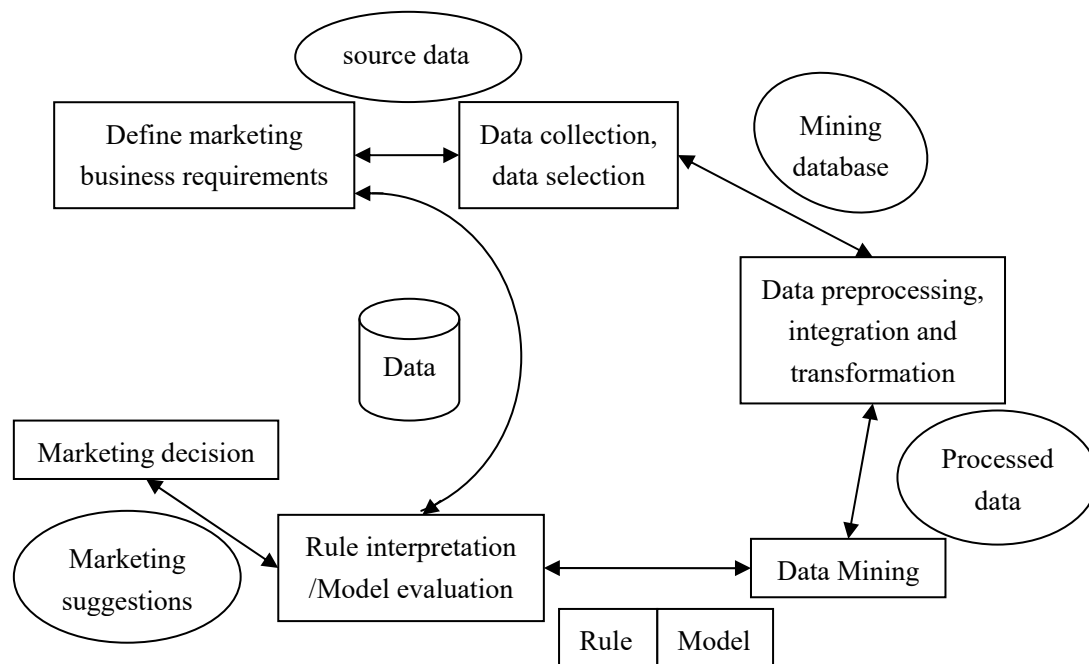 source data
Define marketing
business requirements
Data collection,
data selection
Mining
database
Data preprocessing,
integration and
transformation
Data
Marketing decision
Processed
data
Marketing
suggestions
Rule interpretation
/Model evaluation
Data Mining
Rule
Model